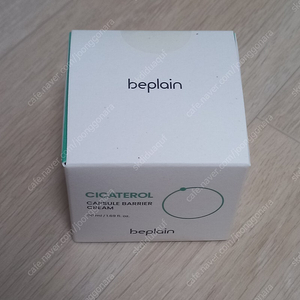 beplain
beplain
CICATEROL
CAPSULE BARRIER
CREAM